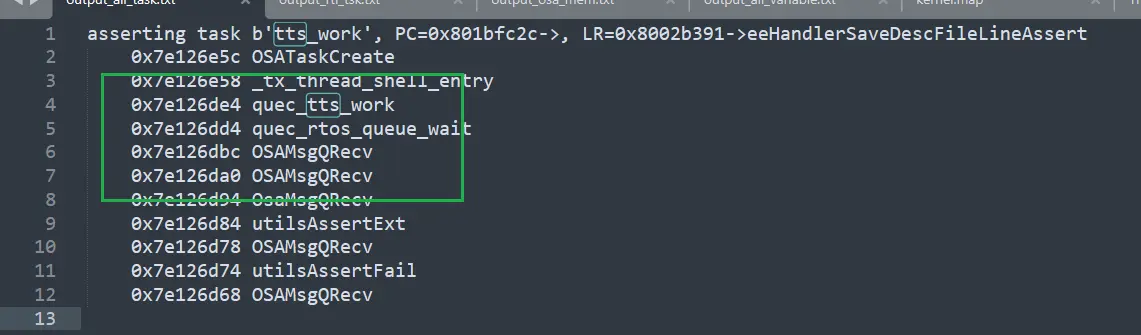 output_all_task.txt output_rti_tsk.txt output_osa_mem.txt output_all_variable.txt kernel.map
1 asserting task b'tts_work', PC=0x801bfc2c->, LR=0x8002b391->eeHandlerSaveDescFileLineAssert
2 0x7e126e5c OSATaskCreate
3 0x7e126e58 _tx_thread_shell_entry
4 0x7e126de4 quec_tts_work
5 0x7e126dd4 quec_rtos_queue_wait
6 0x7e126dbc OSAMsgQRecv
7 0x7e126da0 OSAMsgQRecv
8 0x7e126d94 OsaMsgQRecv
9 0x7e126d84 utilsAssertExt
10 0x7e126d78 OSAMsgQRecv
11 0x7e126d74 utilsAssertFail
12 0x7e126d68 OSAMsgQRecv
13